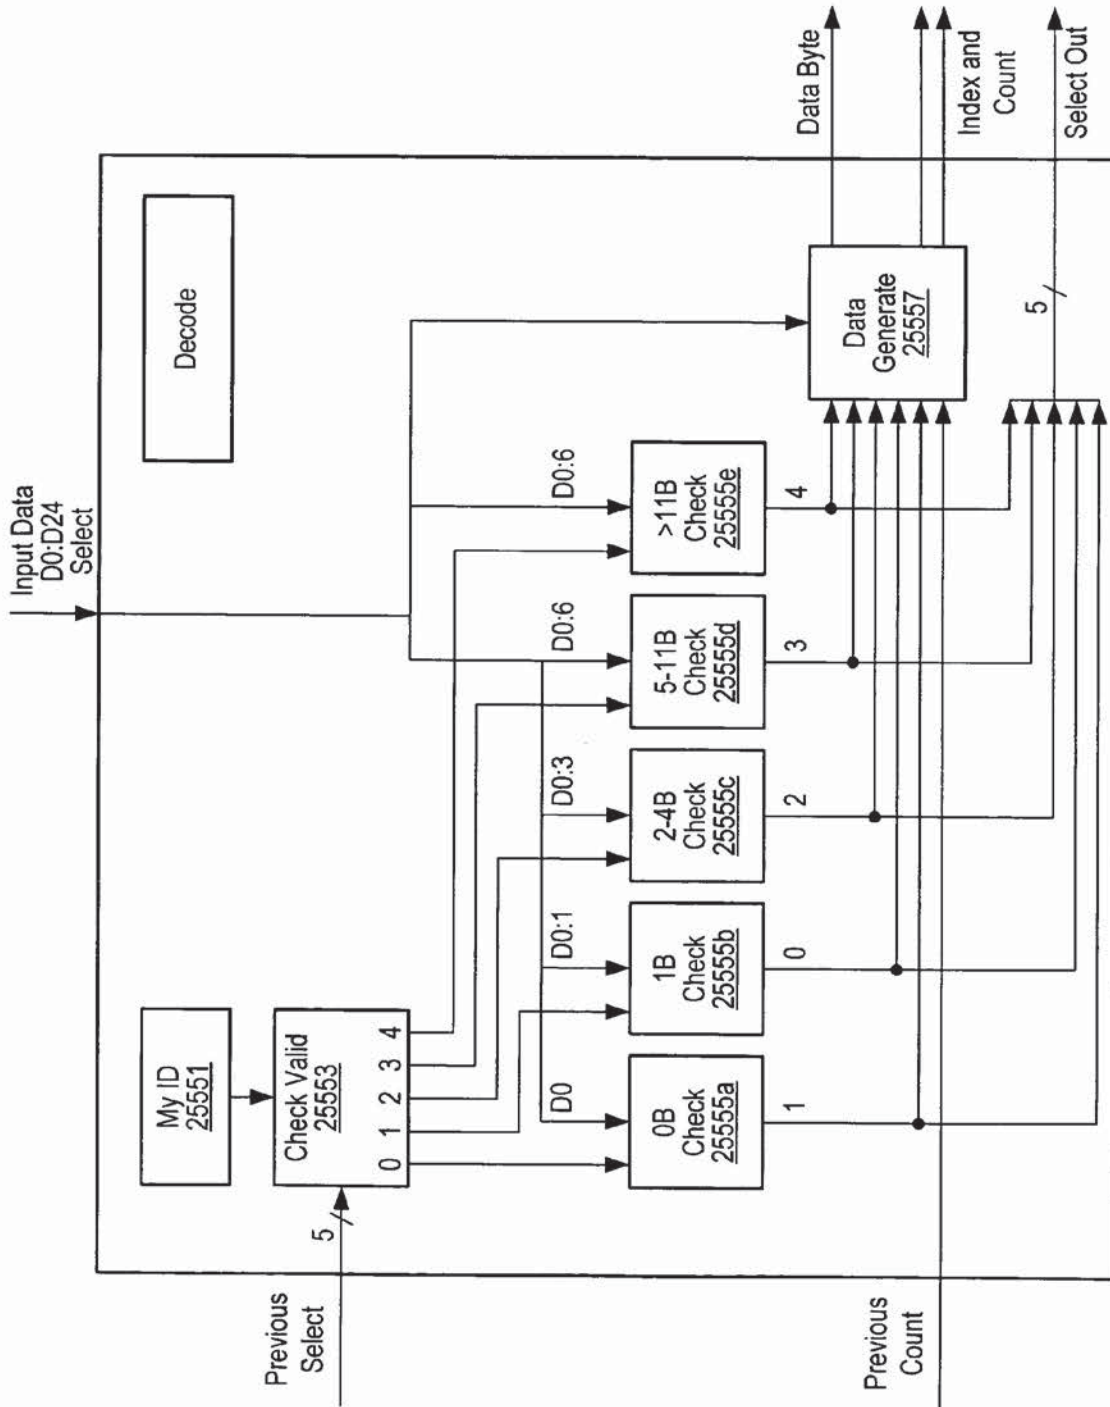 Input Data
D0:D24
Select
Decode
My ID
25551
Previous
Select
5
Check Valid
25553
0 1 2 3 4
D0
D0:1
D0:3
D0:6
D0:6
0B
Check
25555a
1B
Check
25555b
2-4B
Check
25555c
5-11B
Check
25555d
>11B
Check
25555e
1
0
2
3
4
Data
Generate
25557
Data Byte
Index and
Count
Previous
Count
5
Select Out